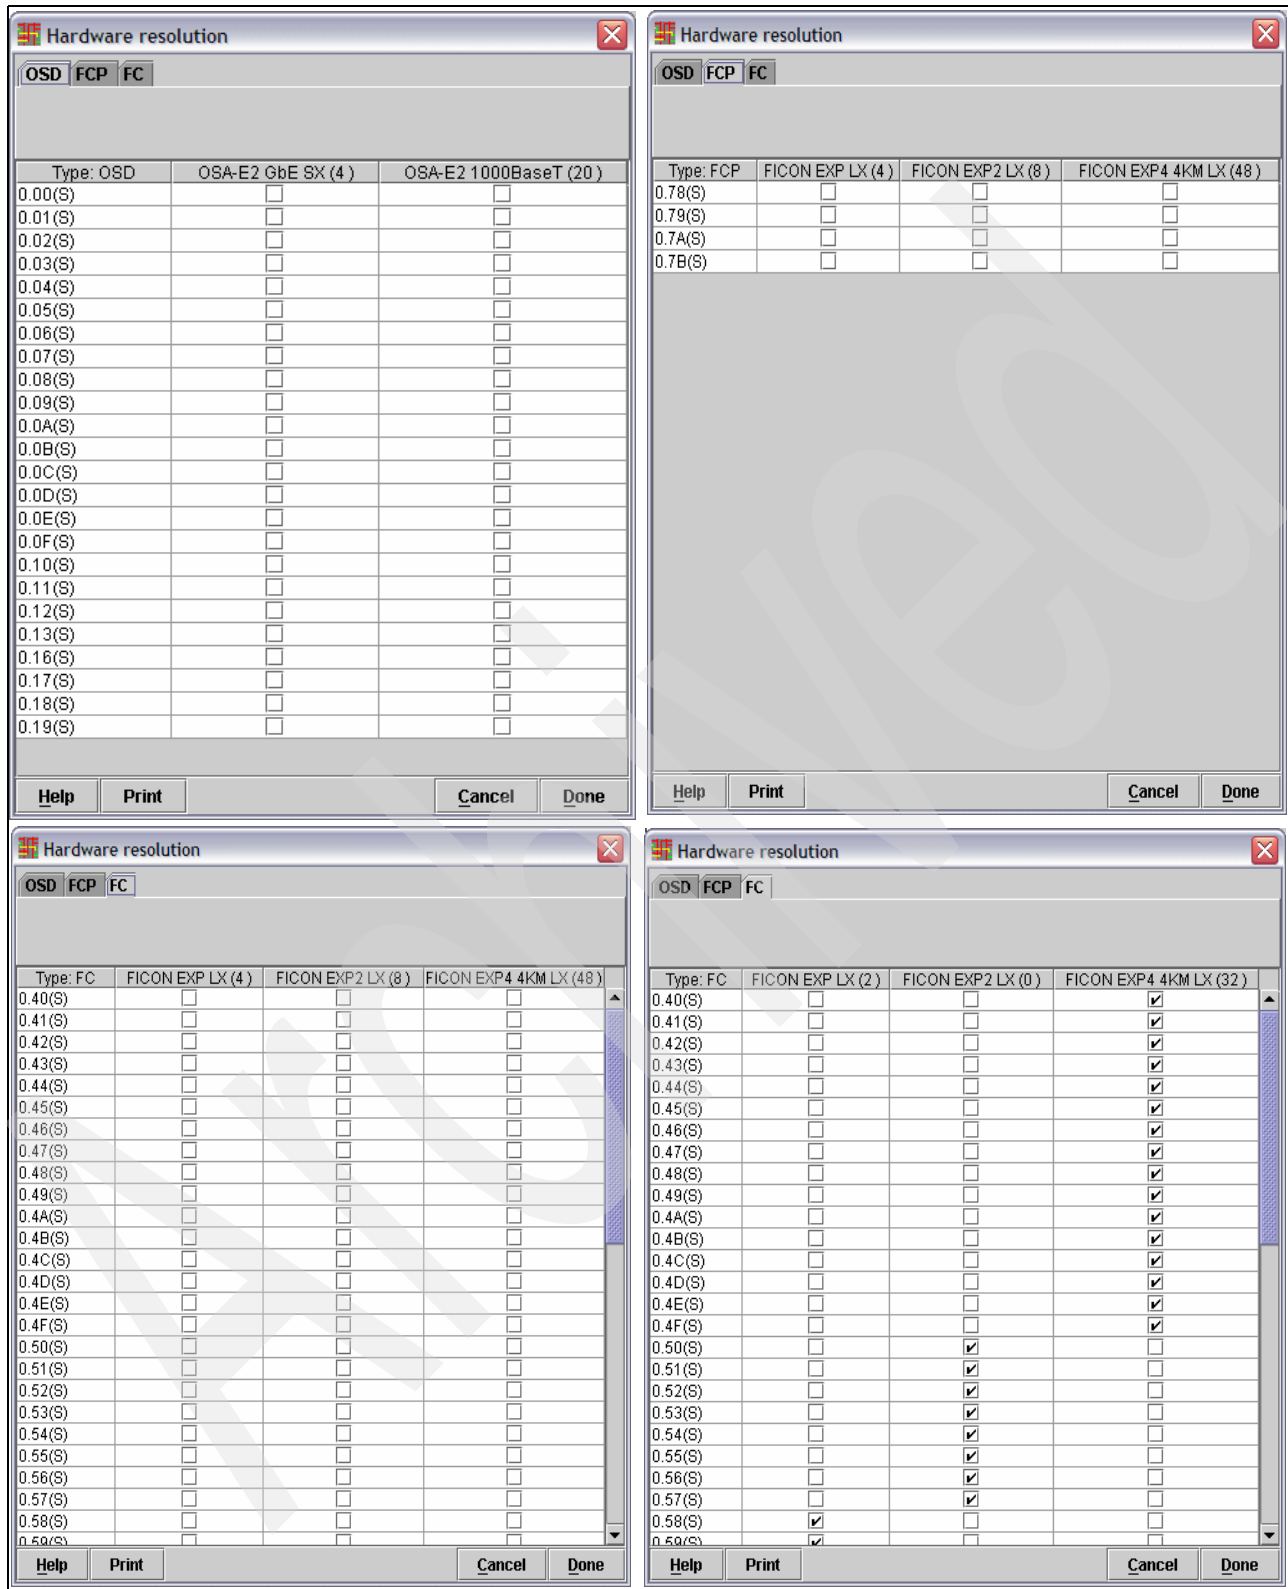 Hardware resolution
OSD FCP FC
Type: OSD OSA-E2 GbE SX (4 ) OSA-E2 1000BaseT (20 )
0.00(S)
0.01(S)
0.02(S)
0.03(S)
0.04(S)
0.05(S)
0.06(S)
0.07(S)
0.08(S)
0.09(S)
0.0A(S)
0.0B(S)
0.0C(S)
0.0D(S)
0.0E(S)
0.0F(S)
0.10(S)
0.11(S)
0.12(S)
0.13(S)
0.16(S)
0.17(S)
0.18(S)
0.19(S)
Help Print Cancel Done
Hardware resolution
OSD FCP FC
Type: FCP FICON EXP LX (4 ) FICON EXP2 LX (8 ) FICON EXP4 4KM LX (48 )
0.78(S)
0.79(S)
0.7A(S)
0.7B(S)
Help Print Cancel Done
Hardware resolution
OSD FCP FC
Type: FC FICON EXP LX (4 ) FICON EXP2 LX (8 ) FICON EXP4 4KM LX (48 )
0.40(S)
0.41(S)
0.42(S)
0.43(S)
0.44(S)
0.45(S)
0.46(S)
0.47(S)
0.48(S)
0.49(S)
0.4A(S)
0.4B(S)
0.4C(S)
0.4D(S)
0.4E(S)
0.4F(S)
0.50(S)
0.51(S)
0.52(S)
0.53(S)
0.54(S)
0.55(S)
0.56(S)
0.57(S)
0.58(S)
0.59(S)
Help Print Cancel Done
Hardware resolution
OSD FCP FC
Type: FC FICON EXP LX (2 ) FICON EXP2 LX (0 ) FICON EXP4 4KM LX (32 )
0.40(S)
0.41(S)
0.42(S)
0.43(S)
0.44(S)
0.45(S)
0.46(S)
0.47(S)
0.48(S)
0.49(S)
0.4A(S)
0.4B(S)
0.4C(S)
0.4D(S)
0.4E(S)
0.4F(S)
0.50(S)
0.51(S)
0.52(S)
0.53(S)
0.54(S)
0.55(S)
0.56(S)
0.57(S)
0.58(S)
0.59(S)
Help Print Cancel Done
Archived